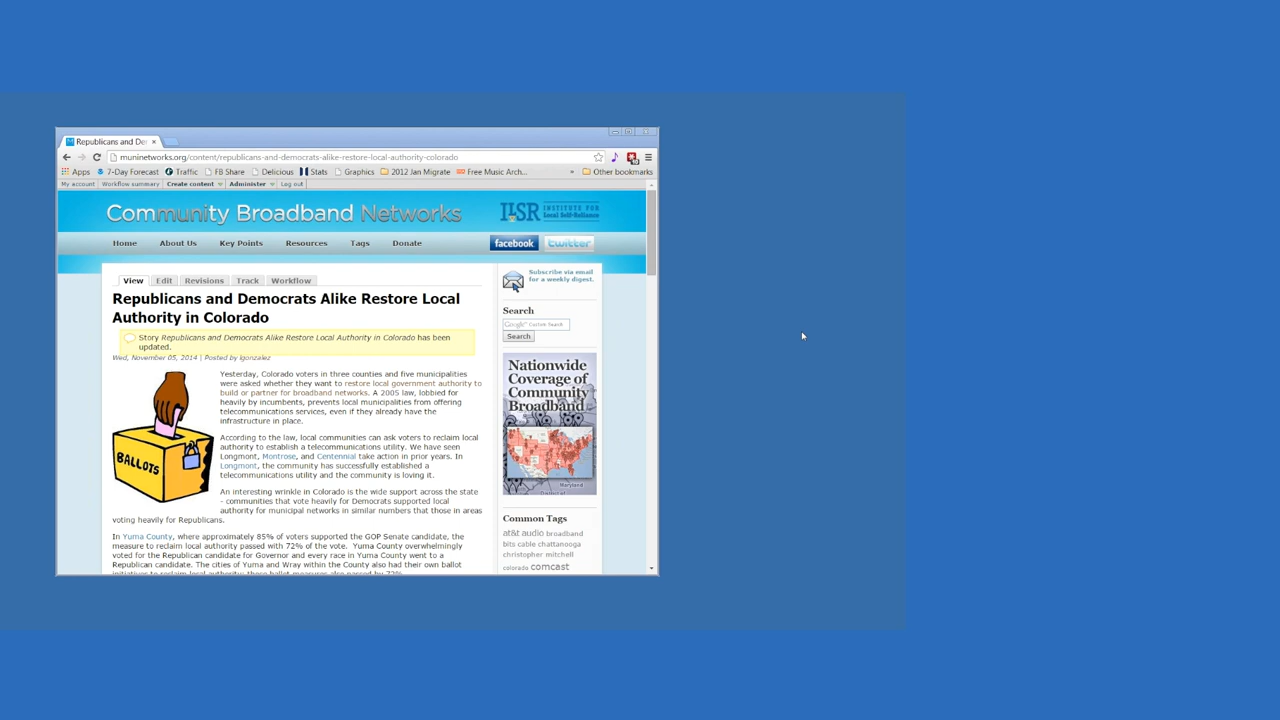 Republicans and De
muninetworks.org/content/republicans-and-democrats-alike-restore-local-authority-colorado
Apps 7-Day Forecast Traffic FB Share Delicious Stats Graphics 2012 Jan Migrate Free Music Arch... » Other bookmarks
My account Workflow summary Create content Administer Log out
Community Broadband Networks
ILSR INSTITUTE FOR
Local Self-Reliance
Home About Us Key Points Resources Tags Donate
facebook twitter
View Edit Revisions Track Workflow
Republicans and Democrats Alike Restore Local
Authority in Colorado
Story Republicans and Democrats Alike Restore Local Authority in Colorado has been
updated.
Wed, November 05, 2014 | Posted by lgonzalez
BALLOTS
Yesterday, Colorado voters in three counties and five municipalities
were asked whether they want to restore local government authority to
build or partner for broadband networks. A 2005 law, lobbied for
heavily by incumbents, prevents local municipalities from offering
telecommunications services, even if they already have the
infrastructure in place.
According to the law, local communities can ask voters to reclaim local
authority to establish a telecommunications utility. We have seen
Longmont, Montrose, and Centennial take action in prior years. In
Longmont, the community has successfully established a
telecommunications utility and the community is loving it.
An interesting wrinkle in Colorado is the wide support across the state
- communities that vote heavily for Democrats supported local
authority for municipal networks in similar numbers that those in areas
voting heavily for Republicans.
In Yuma County, where approximately 85% of voters supported the GOP Senate candidate, the
measure to reclaim local authority passed with 72% of the vote. Yuma County overwhelmingly
voted for the Republican candidate for Governor and every race in Yuma County went to a
Republican candidate. The cities of Yuma and Wray within the County also had their own ballot
initiatives to reclaim local authority; those ballot measures also passed by 72%.
Subscribe via email
for a weekly digest.
Search
Google Custom Search
Search
Nationwide
Coverage of
Community
Broadband
Maryland
Common Tags
at&t audio broadband
bits cable chattanooga
christopher mitchell
colorado comcast